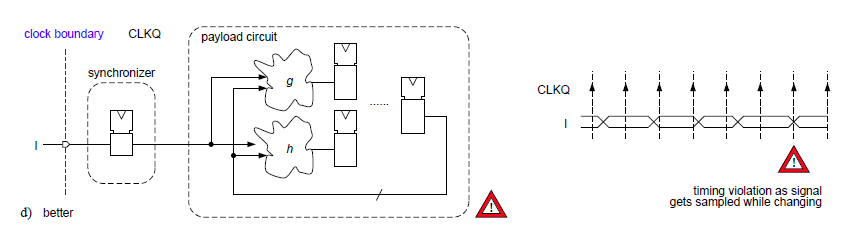 clock boundary
CLKQ
payload circuit
synchronizer
g
CLKQ
......
I
I
h
!
timing violation as signal
gets sampled while changing
!
d) better